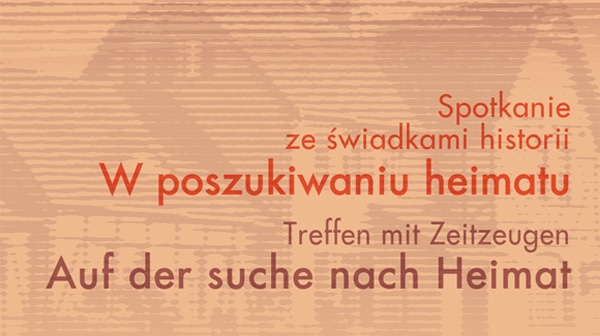 Spotkanie
ze świadkami historii
W poszukiwaniu heimatu
Treffen mit Zeitzeugen
Auf der suche nach Heimat